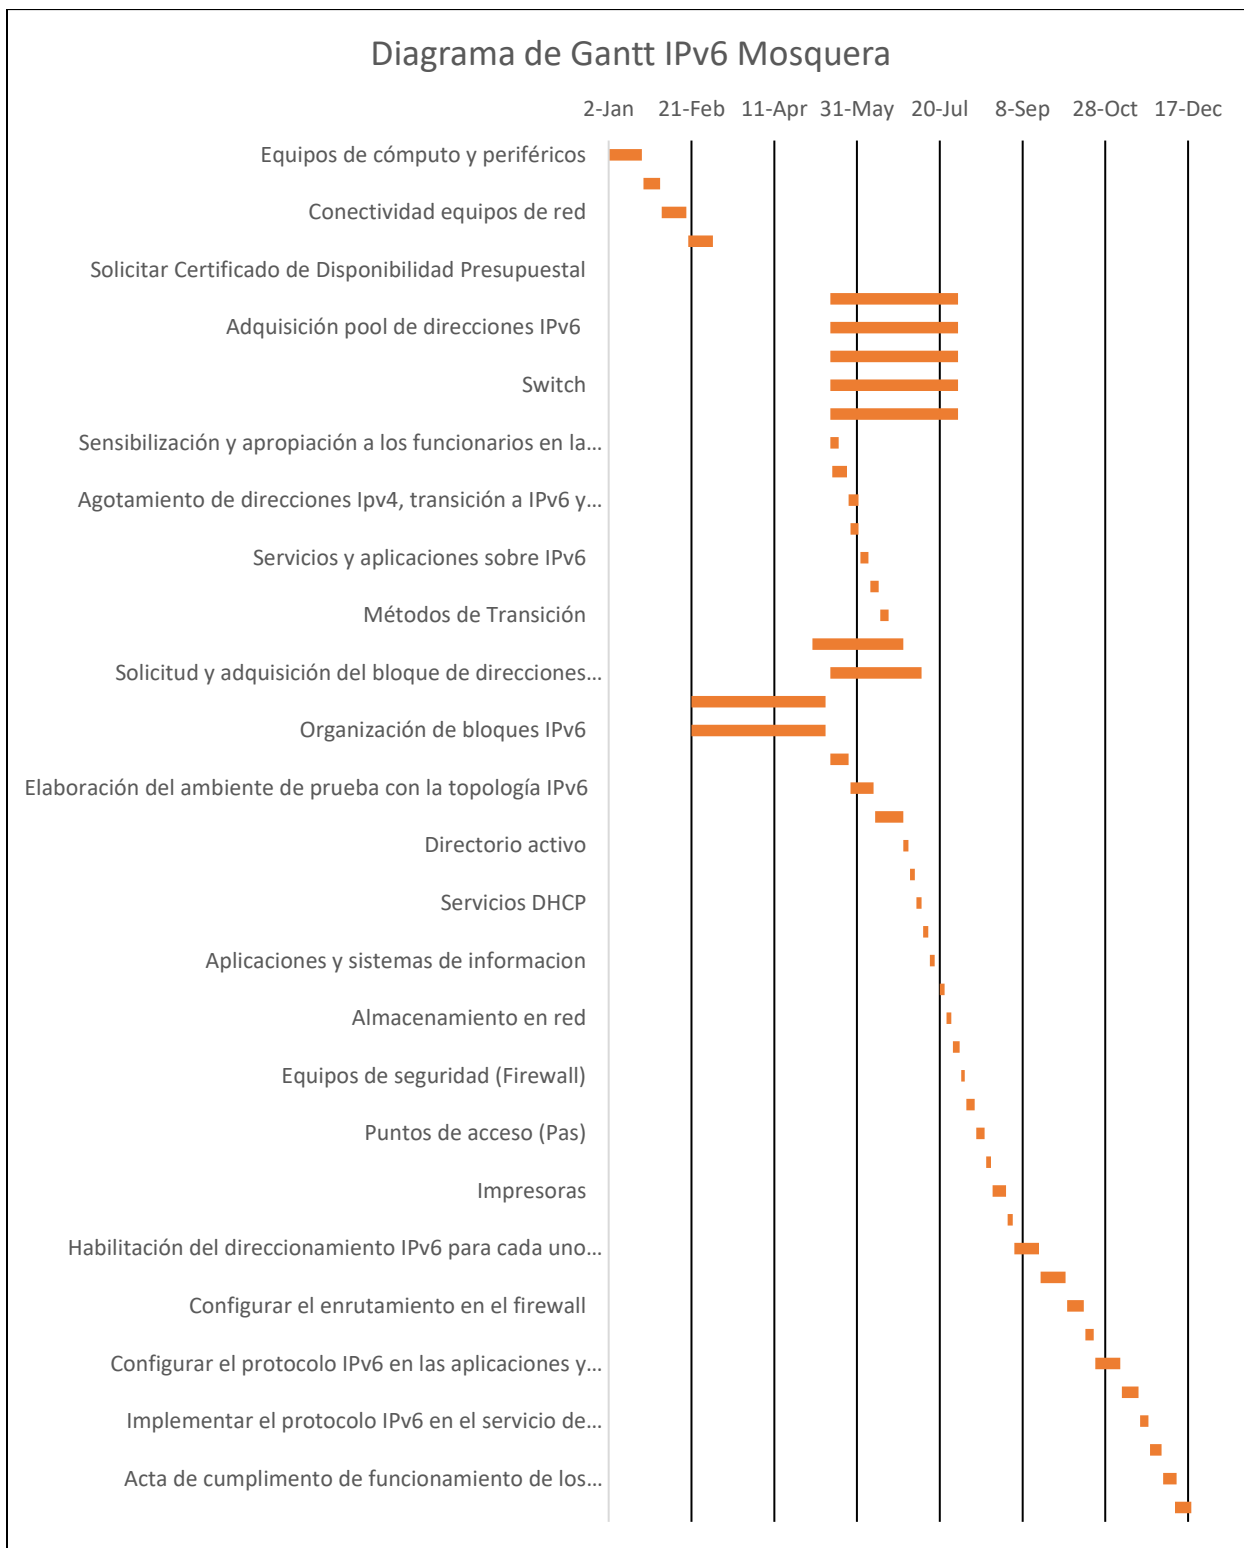 Diagrama de Gantt IPv6 Mosquera
2-Jan 21-Feb 11-Apr 31-May 20-Jul 8-Sep 28-Oct 17-Dec
Equipos de cómputo y periféricos
Conectividad equipos de red
Solicitar Certificado de Disponibilidad Presupuestal
Adquisición pool de direcciones IPv6
Switch
Sensibilización y apropiación a los funcionarios en la...
Agotamiento de direcciones Ipv4, transición a IPv6 y...
Servicios y aplicaciones sobre IPv6
Métodos de Transición
Solicitud y adquisición del bloque de direcciones...
Organización de bloques IPv6
Elaboración del ambiente de prueba con la topología IPv6
Directorio activo
Servicios DHCP
Aplicaciones y sistemas de informacion
Almacenamiento en red
Equipos de seguridad (Firewall)
Puntos de acceso (Pas)
Impresoras
Habilitación del direccionamiento IPv6 para cada uno...
Configurar el enrutamiento en el firewall
Configurar el protocolo IPv6 en las aplicaciones y...
Implementar el protocolo IPv6 en el servicio de...
Acta de cumplimento de funcionamiento de los...